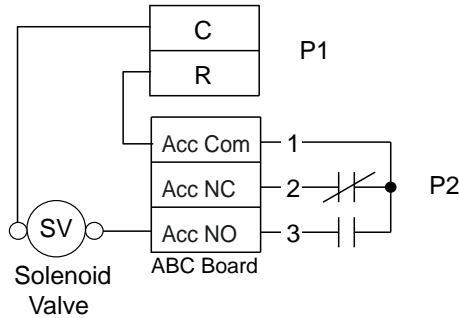 C
P1
R
Acc Com
1
Acc NC
2
P2
SV
Acc NO
3
ABC Board
Solenoid
Valve